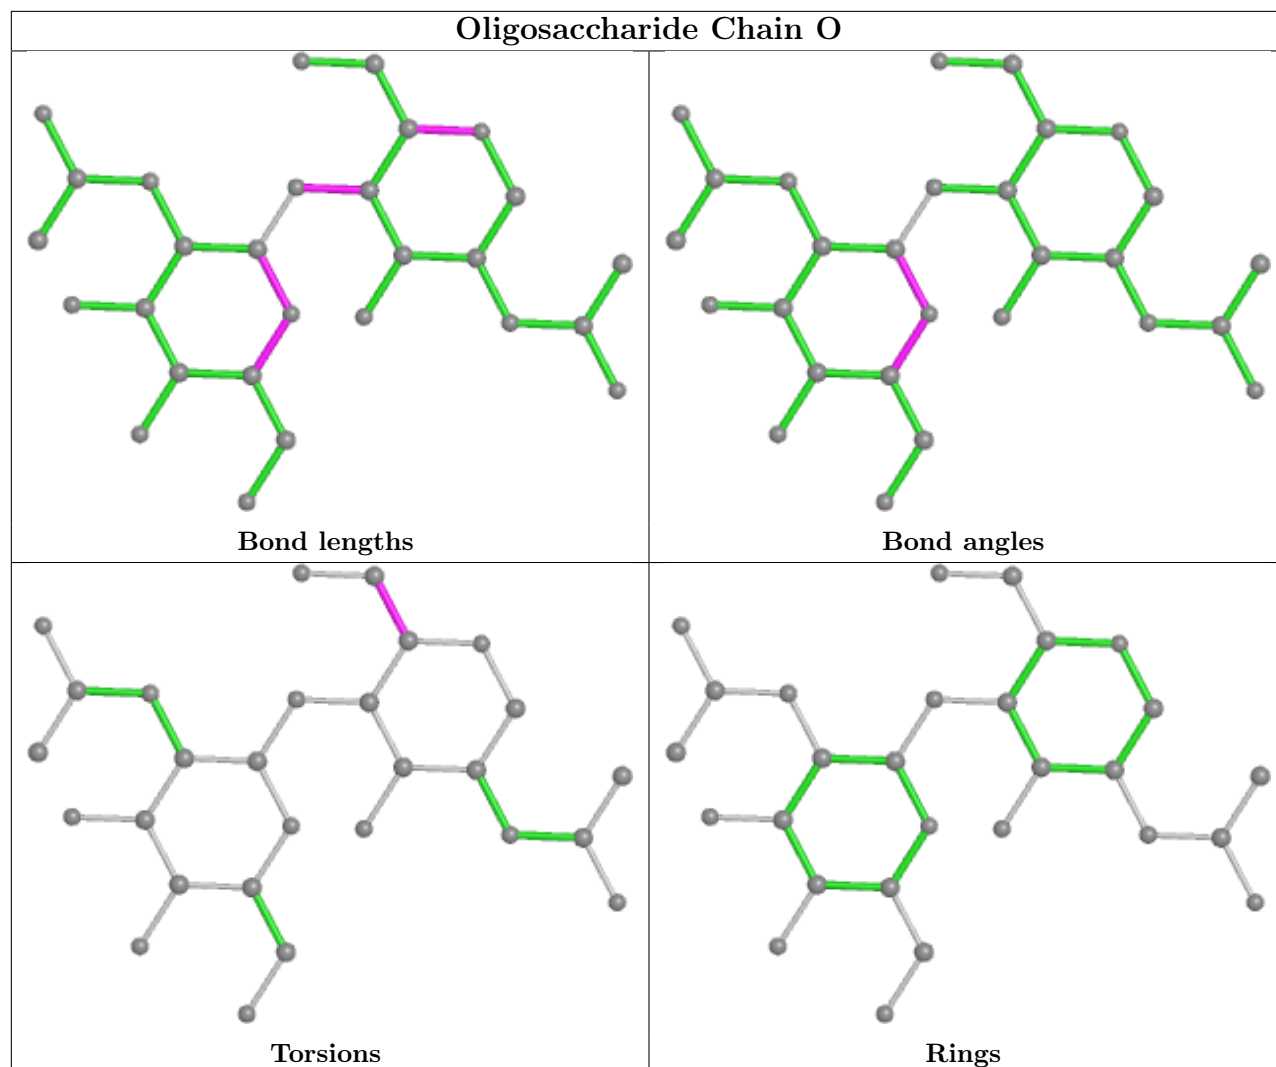 Oligosaccharide Chain O
Bond lengths
Bond angles
Torsions
Rings